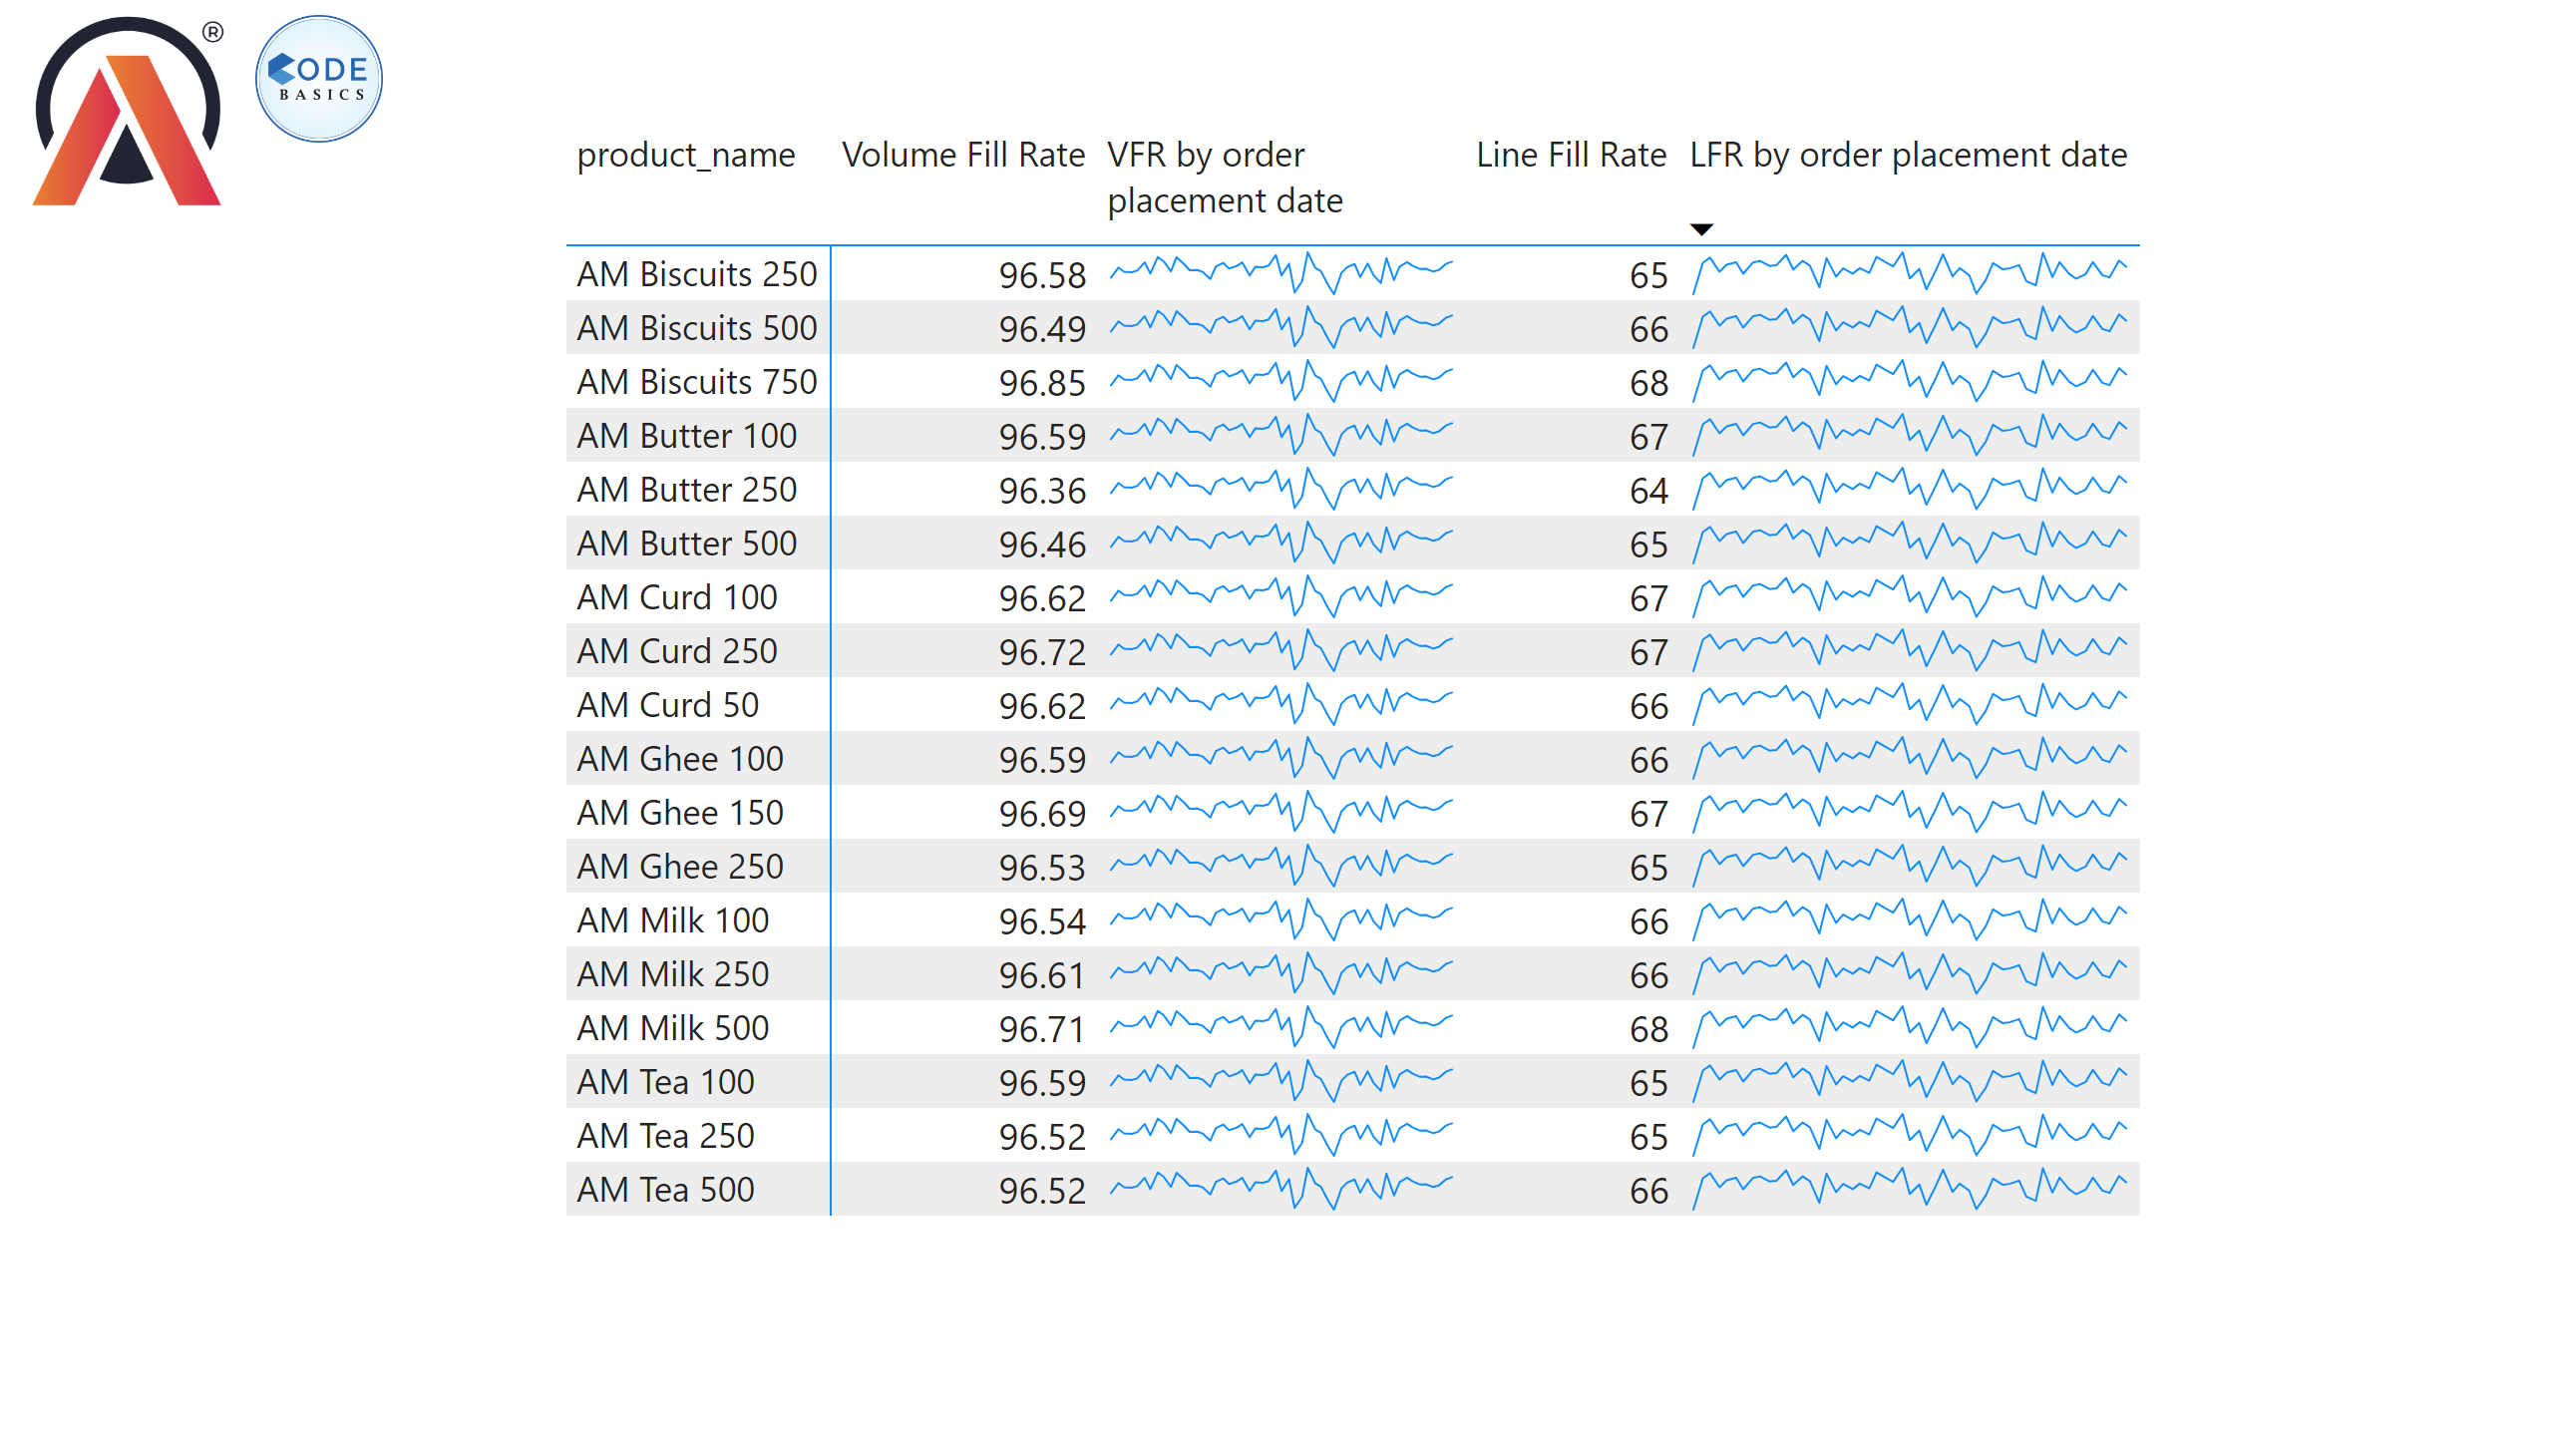 ®
CODE
BASICS
product_name Volume Fill Rate VFR by order placement date Line Fill Rate LFR by order placement date
AM Biscuits 250 96.58 65
AM Biscuits 500 96.49 66
AM Biscuits 750 96.85 68
AM Butter 100 96.59 67
AM Butter 250 96.36 64
AM Butter 500 96.46 65
AM Curd 100 96.62 67
AM Curd 250 96.72 67
AM Curd 50 96.62 66
AM Ghee 100 96.59 66
AM Ghee 150 96.69 67
AM Ghee 250 96.53 65
AM Milk 100 96.54 66
AM Milk 250 96.61 66
AM Milk 500 96.71 68
AM Tea 100 96.59 65
AM Tea 250 96.52 65
AM Tea 500 96.52 66